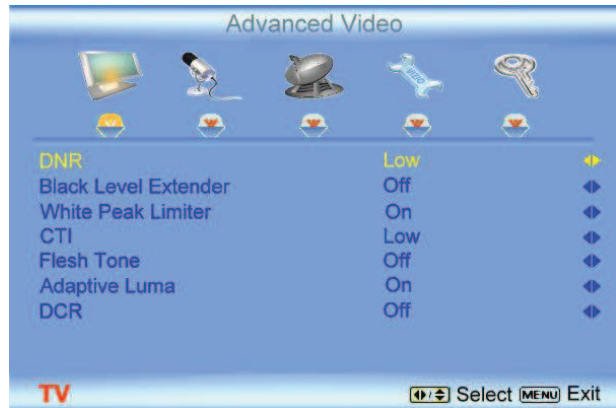 Advanced Video
VIZIO
DNR Low
Black Level Extender Off
White Peak Limiter On
CTI Low
Flesh Tone Off
Adaptive Luma On
DCR Off
TV Select MENU Exit